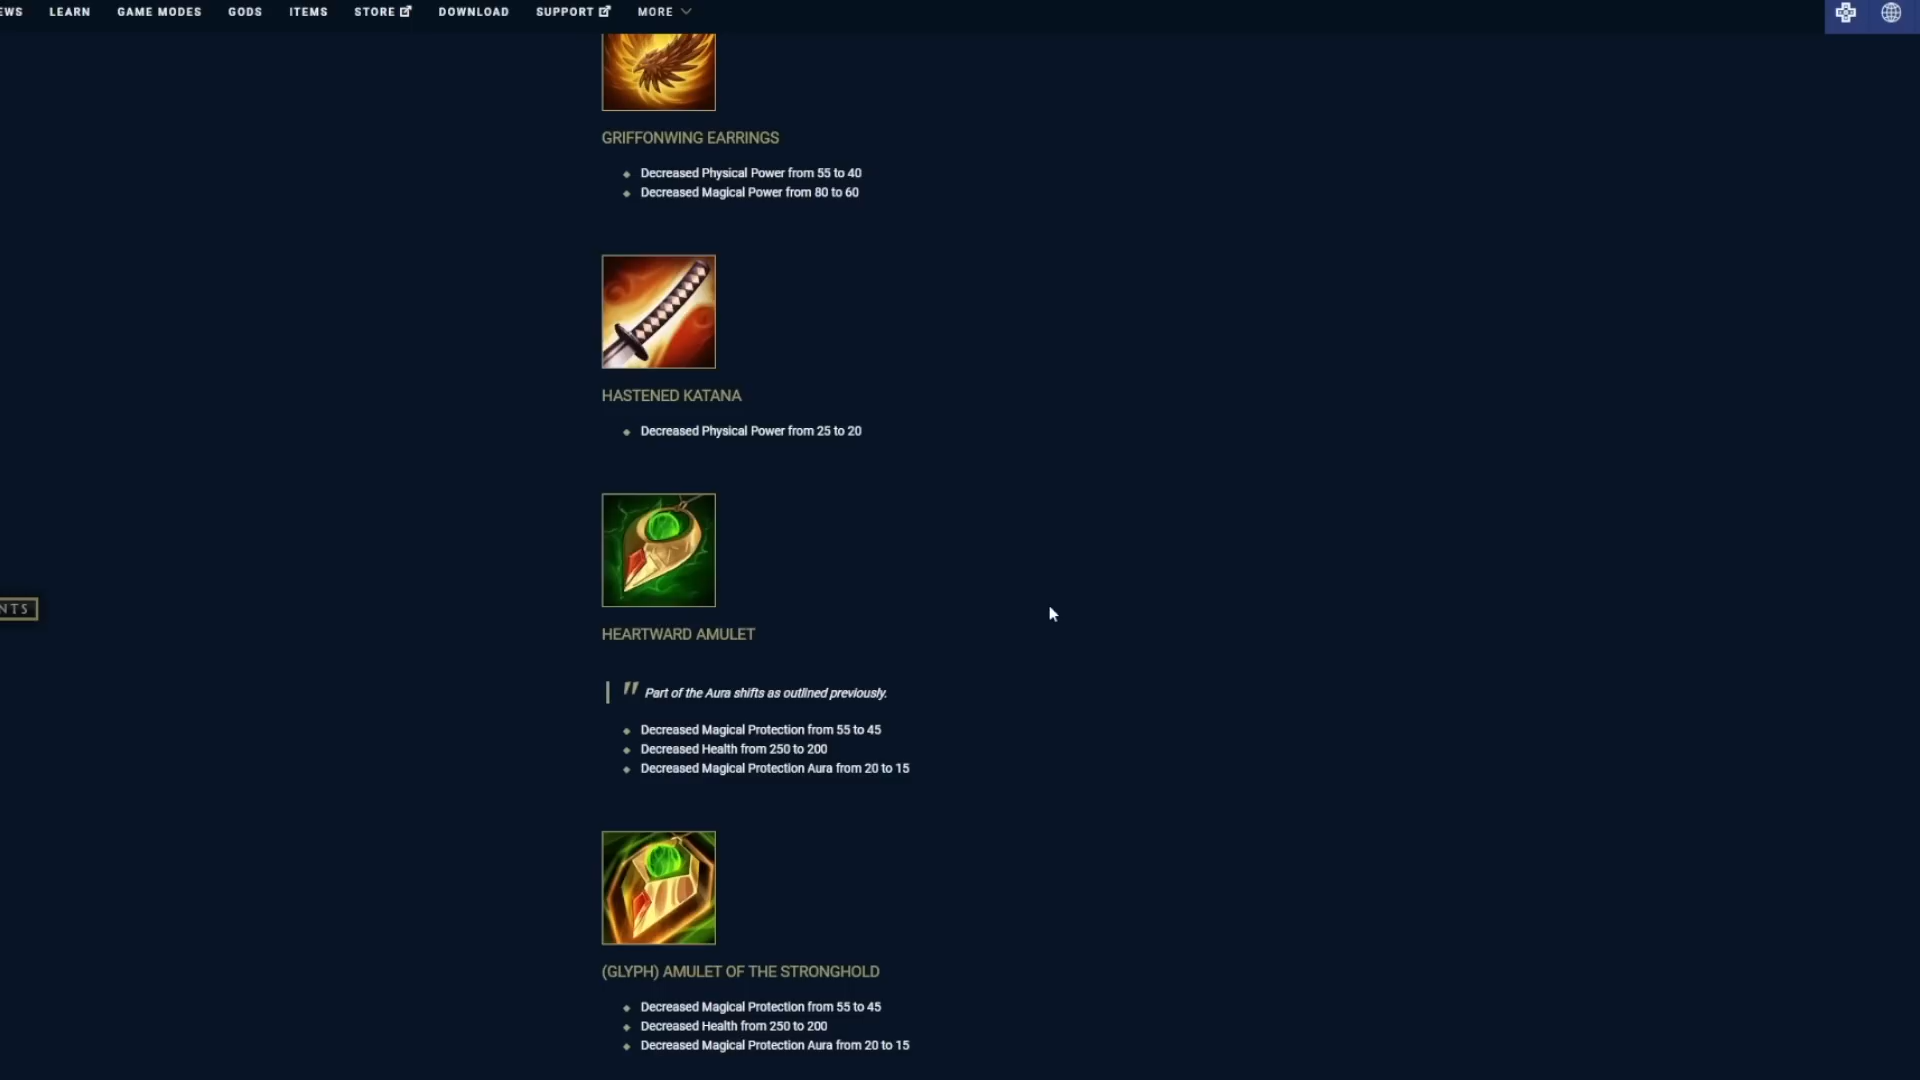 EWS LEARN GAME MODES GODS ITEMS STORE DOWNLOAD SUPPORT MORE
GRIFFONWING EARRINGS
Decreased Physical Power from 55 to 40
Decreased Magical Power from 80 to 60
HASTENED KATANA
Decreased Physical Power from 25 to 20
NTS
HEARTWARD AMULET
" Part of the Aura shifts as outlined previously.
Decreased Magical Protection from 55 to 45
Decreased Health from 250 to 200
Decreased Magical Protection Aura from 20 to 15
(GLYPH) AMULET OF THE STRONGHOLD
Decreased Magical Protection from 55 to 45
Decreased Health from 250 to 200
Decreased Magical Protection Aura from 20 to 15